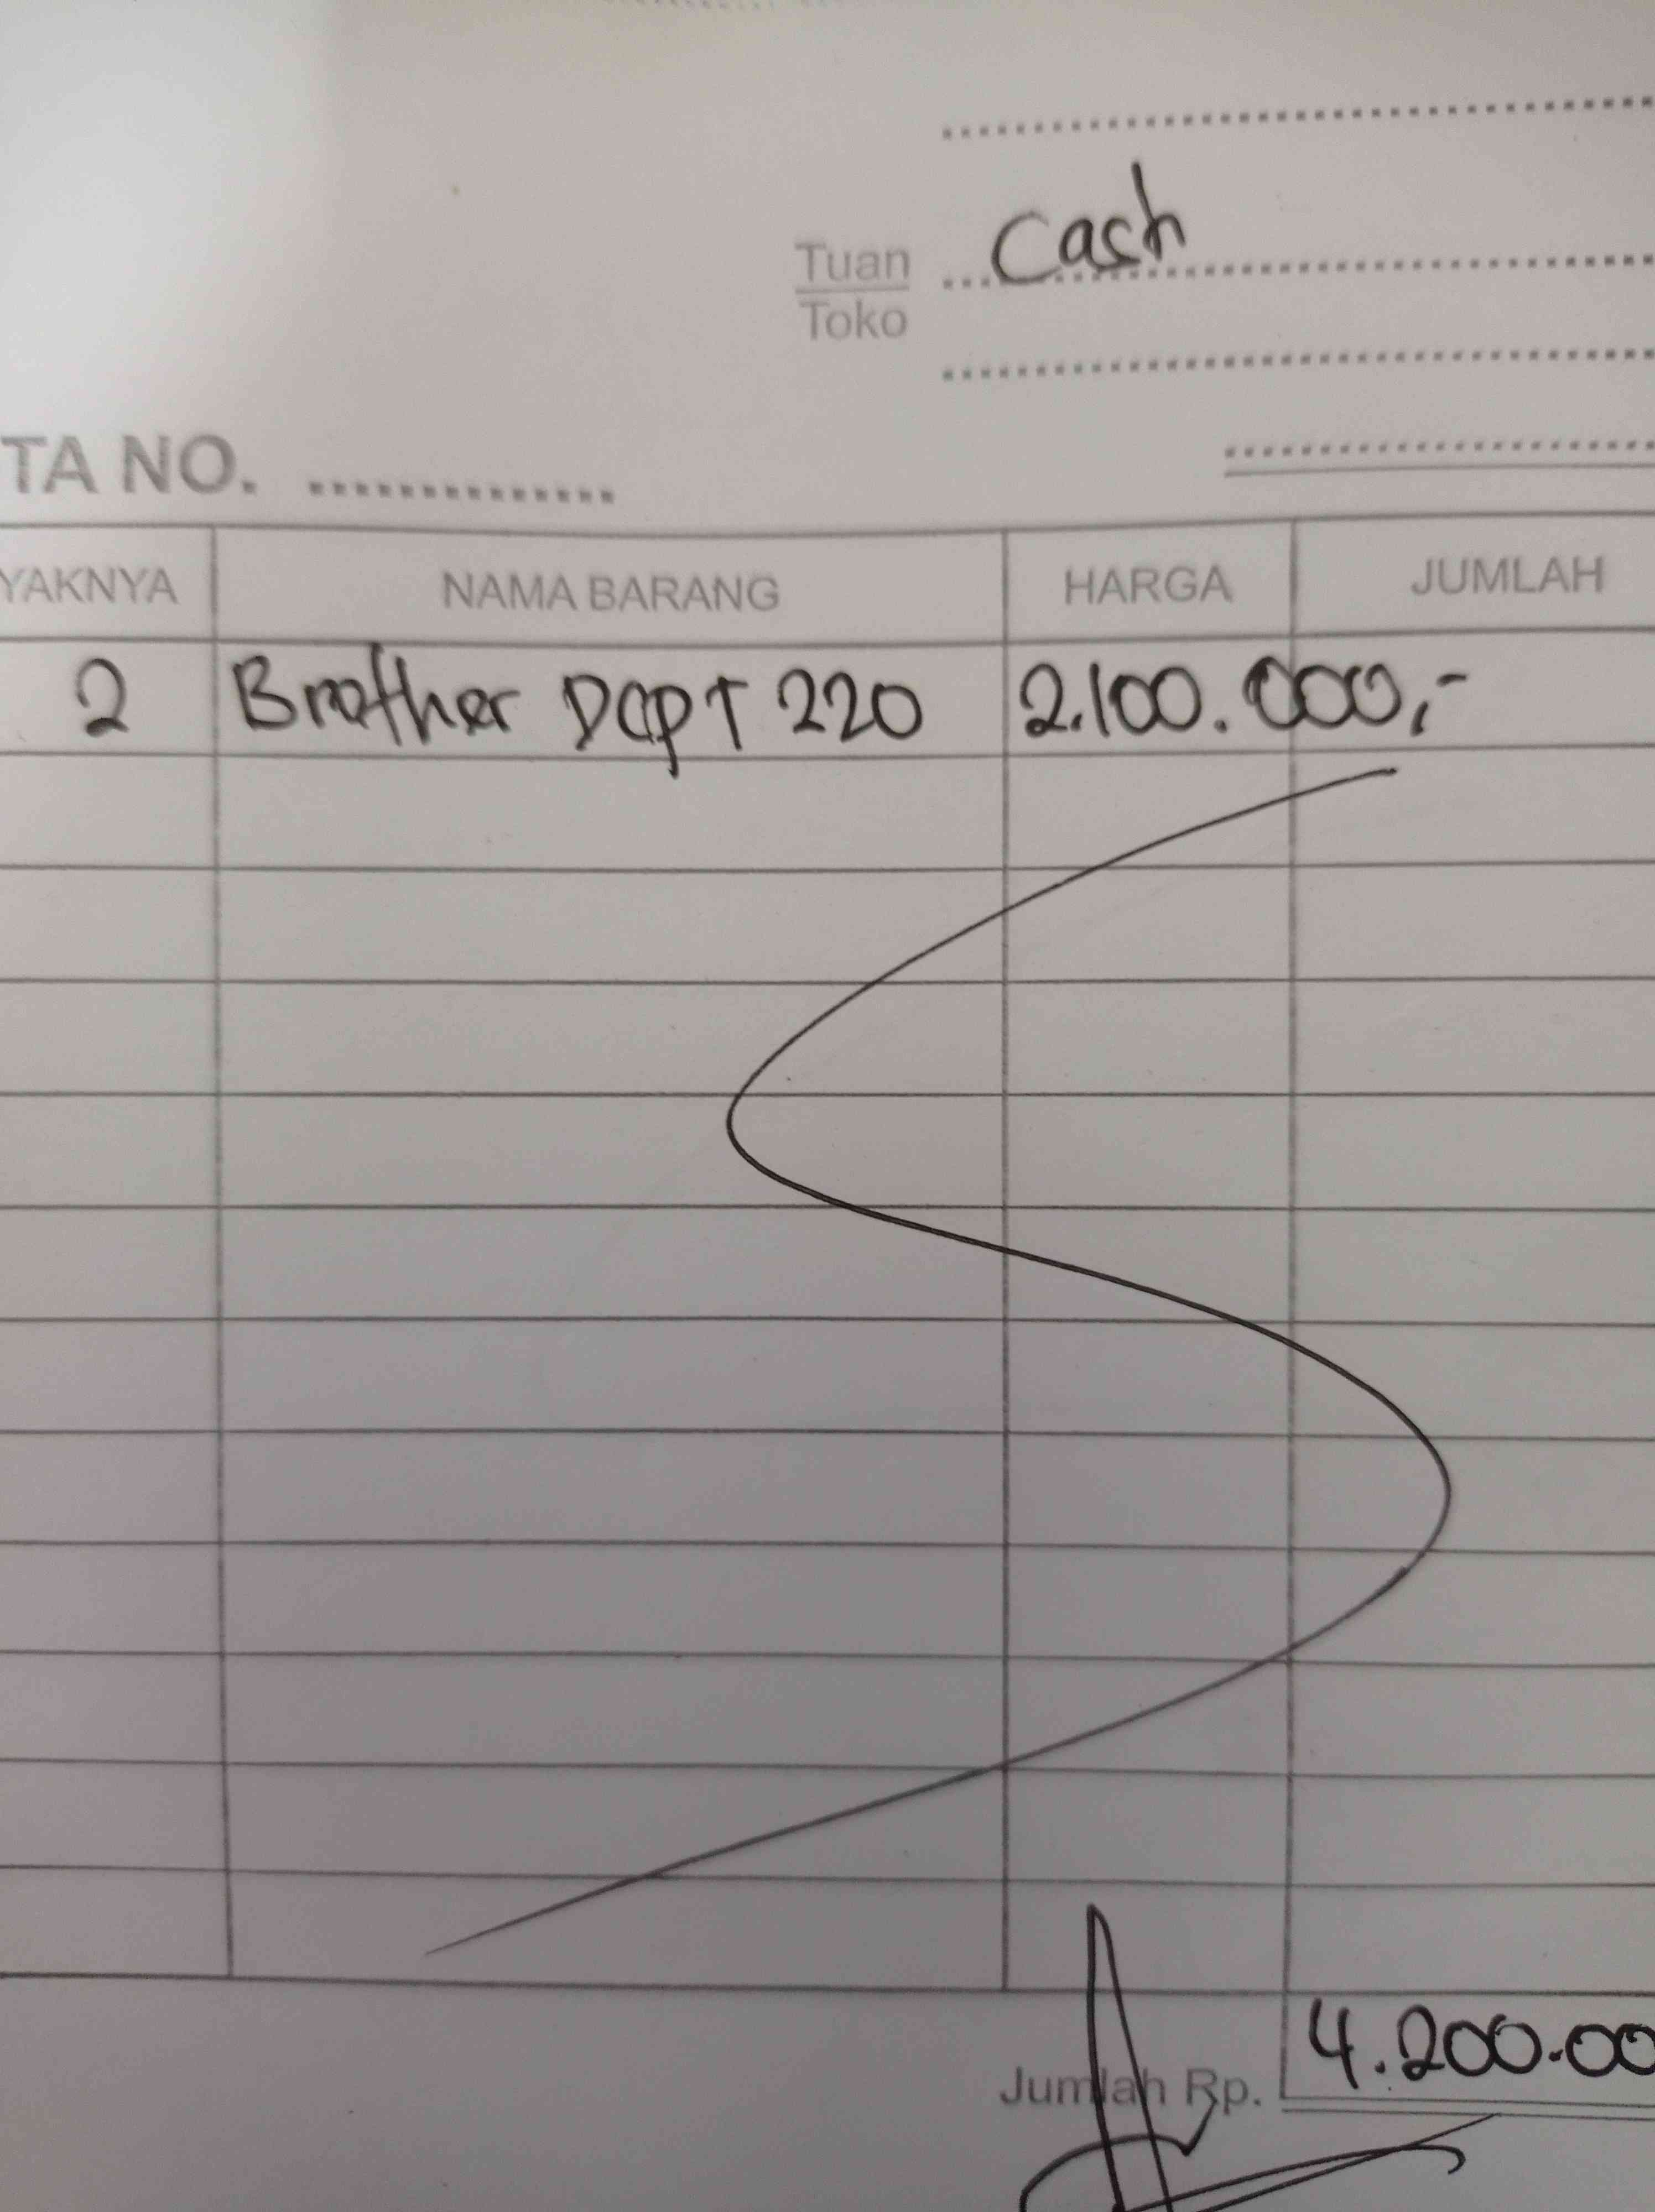 Tuan Cash
Toko
TA NO.
YAKNYA NAMA BARANG HARGA JUMLAH
2 Brother DCPT 220 2.100.000,-
Jumlah Rp. 4.200.00